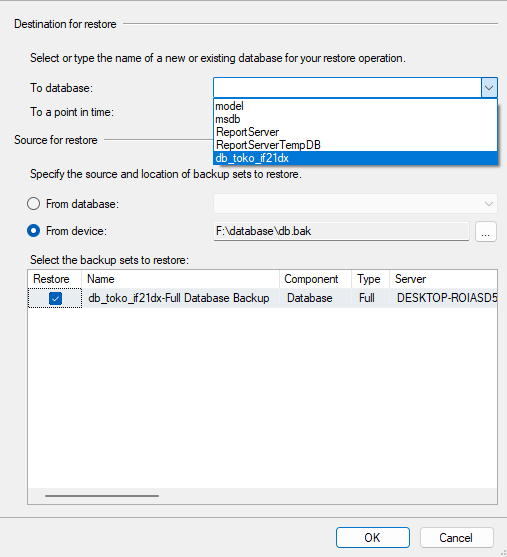 Destination for restore
Select or type the name of a new or existing database for your restore operation.
To database:
model
msdb
ReportServer
ReportServerTempDB
db_toko_if21dx
To a point in time:
Source for restore
Specify the source and location of backup sets to restore.
From database:
From device: F:\database\db.bak ...
Select the backup sets to restore:
Restore Name Component Type Server
db_toko_if21dx-Full Database Backup Database Full DESKTOP-ROIASD5
OK Cancel